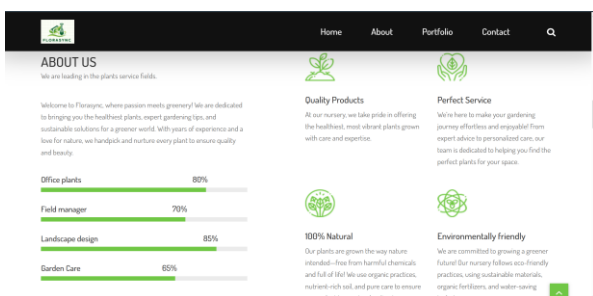 FLORASYNC
Home About Portfolio Contact
ABOUT US
We are leading in the plants service fields.
Welcome to Florasync, where passion meets greenery! We are dedicated
to bringing you the healthiest plants, expert gardening tips, and
sustainable solutions for a greener world. With years of experience and a
love for nature, we handpick and nurture every plant to ensure quality
and beauty.
Office plants 80%
Field manager 70%
Landscape design 85%
Garden Care 65%
Quality Products
At our nursery, we take pride in offering
the healthiest, most vibrant plants grown
with care and expertise.
Perfect Service
We're here to make your gardening
journey effortless and enjoyable! From
expert advice to personalized care, our
team is dedicated to helping you find the
perfect plants for your space.
100% Natural
Our plants are grown the way nature
intended—free from harmful chemicals
and full of life! We use organic practices,
nutrient-rich soil, and pure care to ensure
Environmentally friendly
We are committed to growing a greener
future! Our nursery follows eco-friendly
practices, using sustainable materials,
organic fertilizers, and water-saving